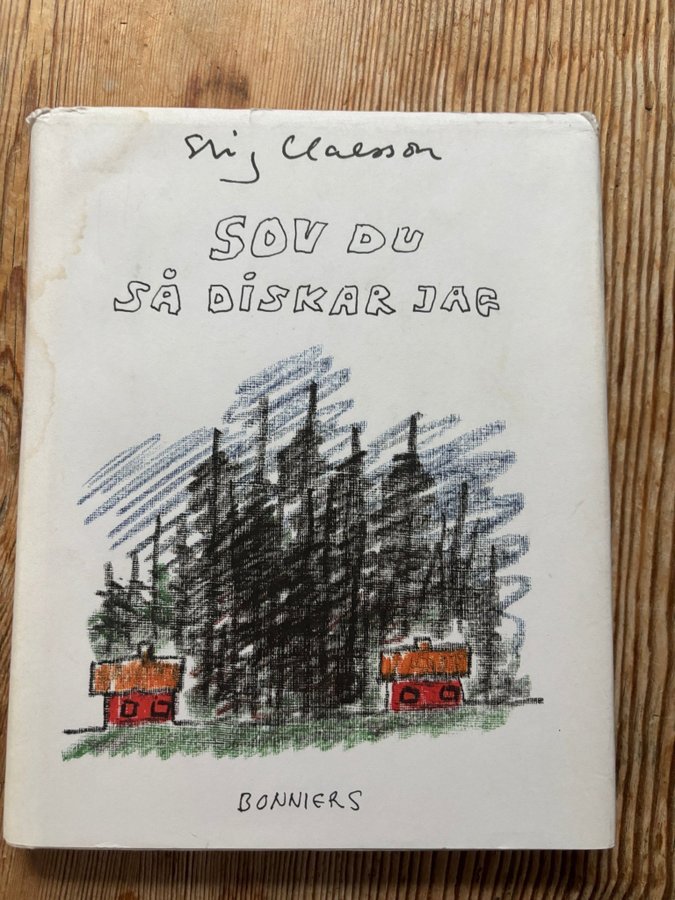 Stig Claesson
SOV DU
SÅ DISKAR JAG
BONNIERS